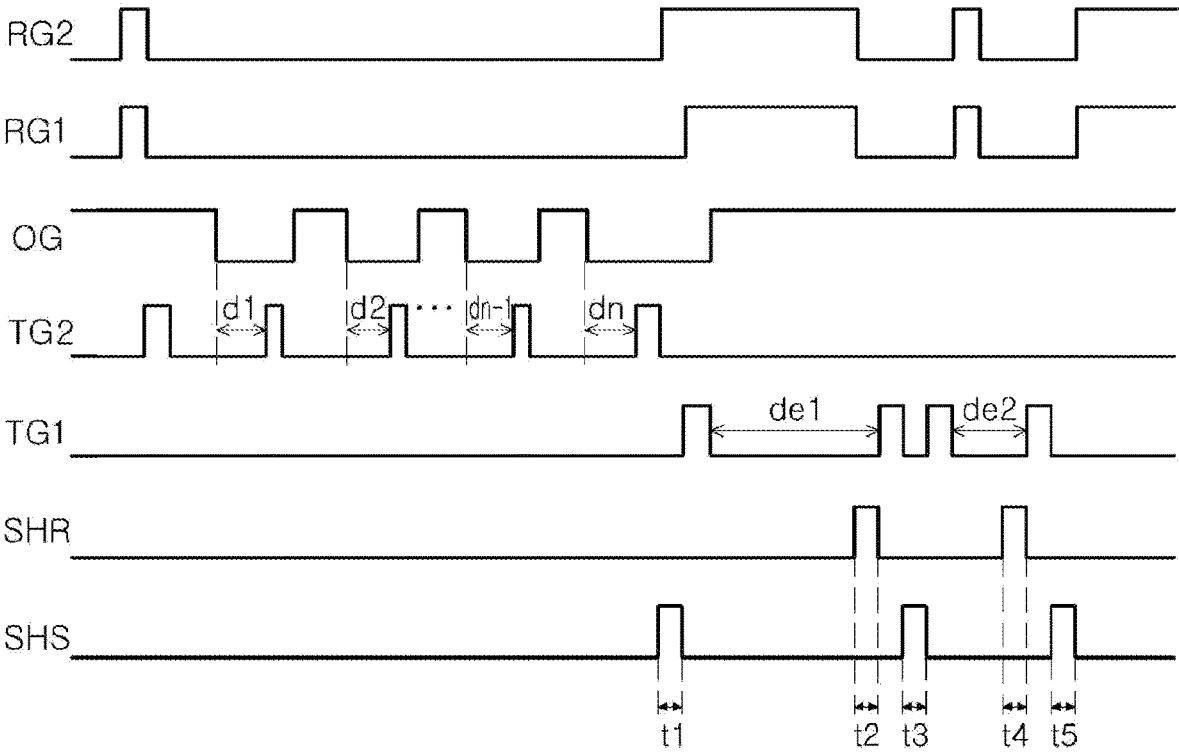 RG2
RG1
OG
TG2
d1 d2 ··· dn-1 dn
TG1
de1 de2
SHR
SHS
t1 t2 t3 t4 t5